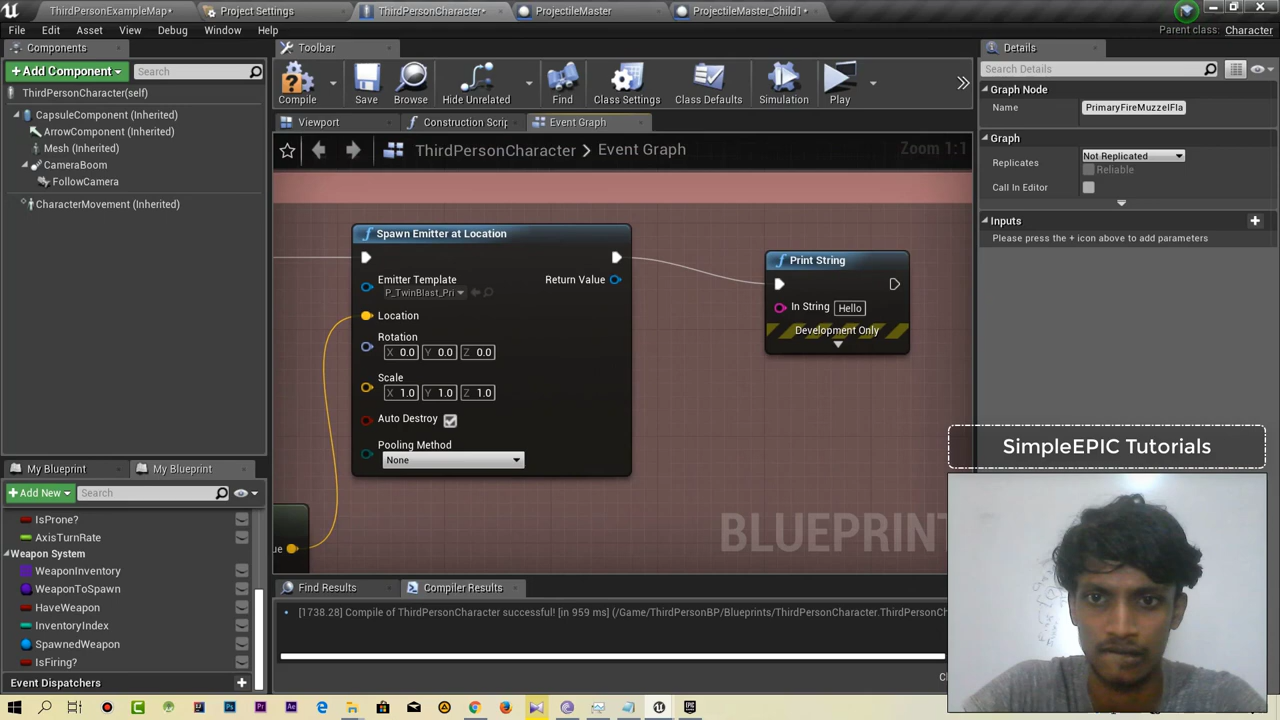 ThirdPersonExampleMap•
Project Settings
ThirdPersonCharacter•
ProjectileMaster
ProjectileMaster_Child1•
File Edit Asset View Debug Window Help
Parent class: Character
Components
Toolbar
Details
+ Add Component
Search
Search Details
ThirdPersonCharacter(self)
CapsuleComponent (Inherited)
ArrowComponent (Inherited)
Mesh (Inherited)
CameraBoom
FollowCamera
CharacterMovement (Inherited)
Compile
Save
Browse
Hide Unrelated
Find
Class Settings
Class Defaults
Simulation
Play
Viewport
Construction Scrip
Event Graph
ThirdPersonCharacter > Event Graph
Zoom 1:1
Graph Node
Name PrimaryFireMuzzelFla
Graph
Replicates Not Replicated
Reliable
Call In Editor
Inputs
Please press the + icon above to add parameters
Spawn Emitter at Location
Emitter Template
P_TwinBlast_Pri
Return Value
Location
Rotation
X 0.0 Y 0.0 Z 0.0
Scale
X 1.0 Y 1.0 Z 1.0
Auto Destroy
Pooling Method
None
ue
Print String
In String Hello
Development Only
BLUEPRINT
SimpleEPIC Tutorials
My Blueprint
My Blueprint
+ Add New
Search
IsProne?
AxisTurnRate
Weapon System
WeaponInventory
WeaponToSpawn
HaveWeapon
InventoryIndex
SpawnedWeapon
IsFiring?
Event Dispatchers
Find Results
Compiler Results
[1738.28] Compile of ThirdPersonCharacter successful! [in 959 ms] (/Game/ThirdPersonBP/Blueprints/ThirdPersonCharacter.ThirdPersonCh